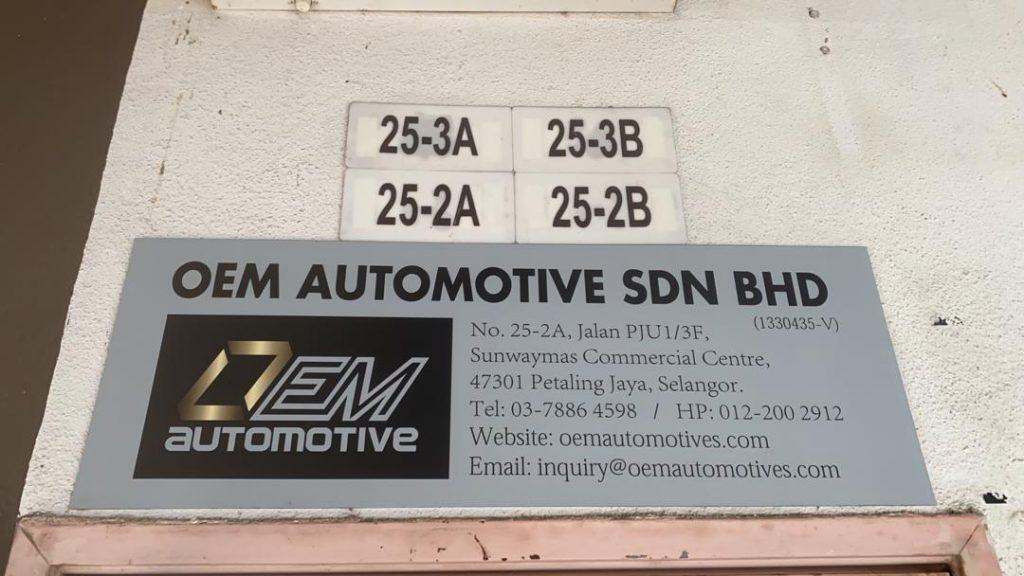 25-3A 25-3B
25-2A 25-2B
OEM AUTOMOTIVE SDN BHD
(1330435-V)
OEM
automotive
No. 25-2A, Jalan PJU1/3F,
Sunwaymas Commercial Centre,
47301 Petaling Jaya, Selangor.
Tel: 03-7886 4598 / HP: 012-200 2912
Website: oemautomotives.com
Email: inquiry@oemautomotives.com